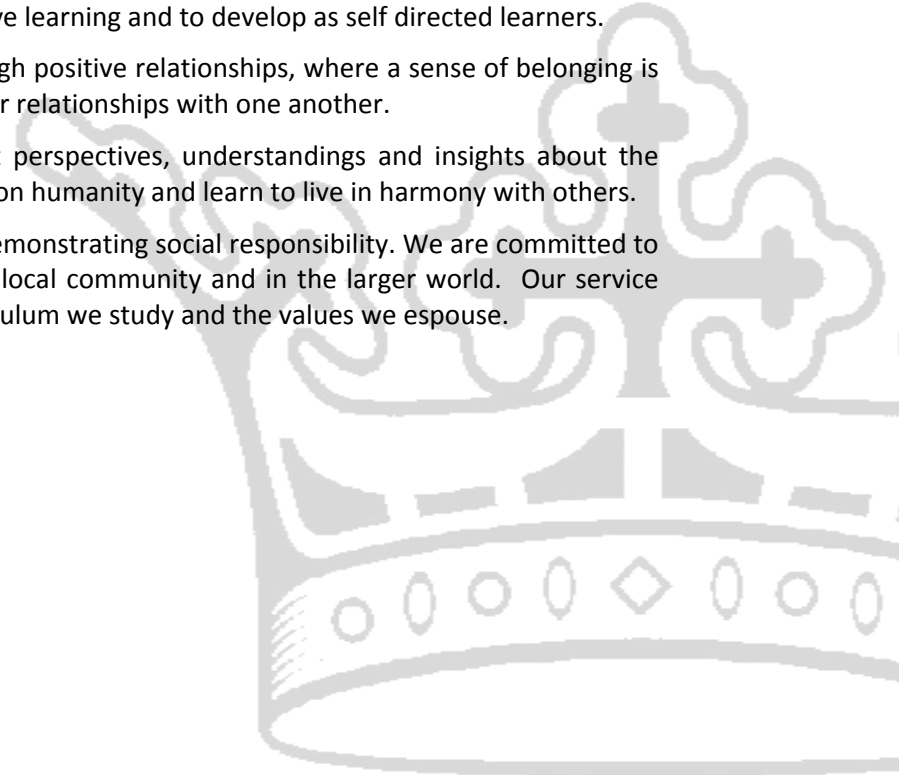 ve learning and to develop as self directed learners.
gh positive relationships, where a sense of belonging is
r relationships with one another.
perspectives, understandings and insights about the
on humanity and learn to live in harmony with others.
emonstrating social responsibility. We are committed to
local community and in the larger world. Our service
ulum we study and the values we espouse.